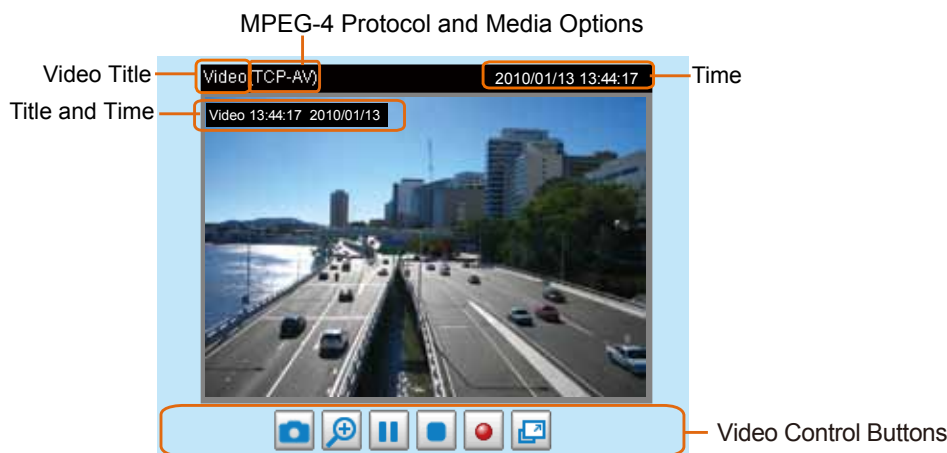 MPEG-4 Protocol and Media Options
Video Title
Video (TCP-AV)
2010/01/13 13:44:17
Time
Title and Time
Video 13:44:17 2010/01/13
Video Control Buttons